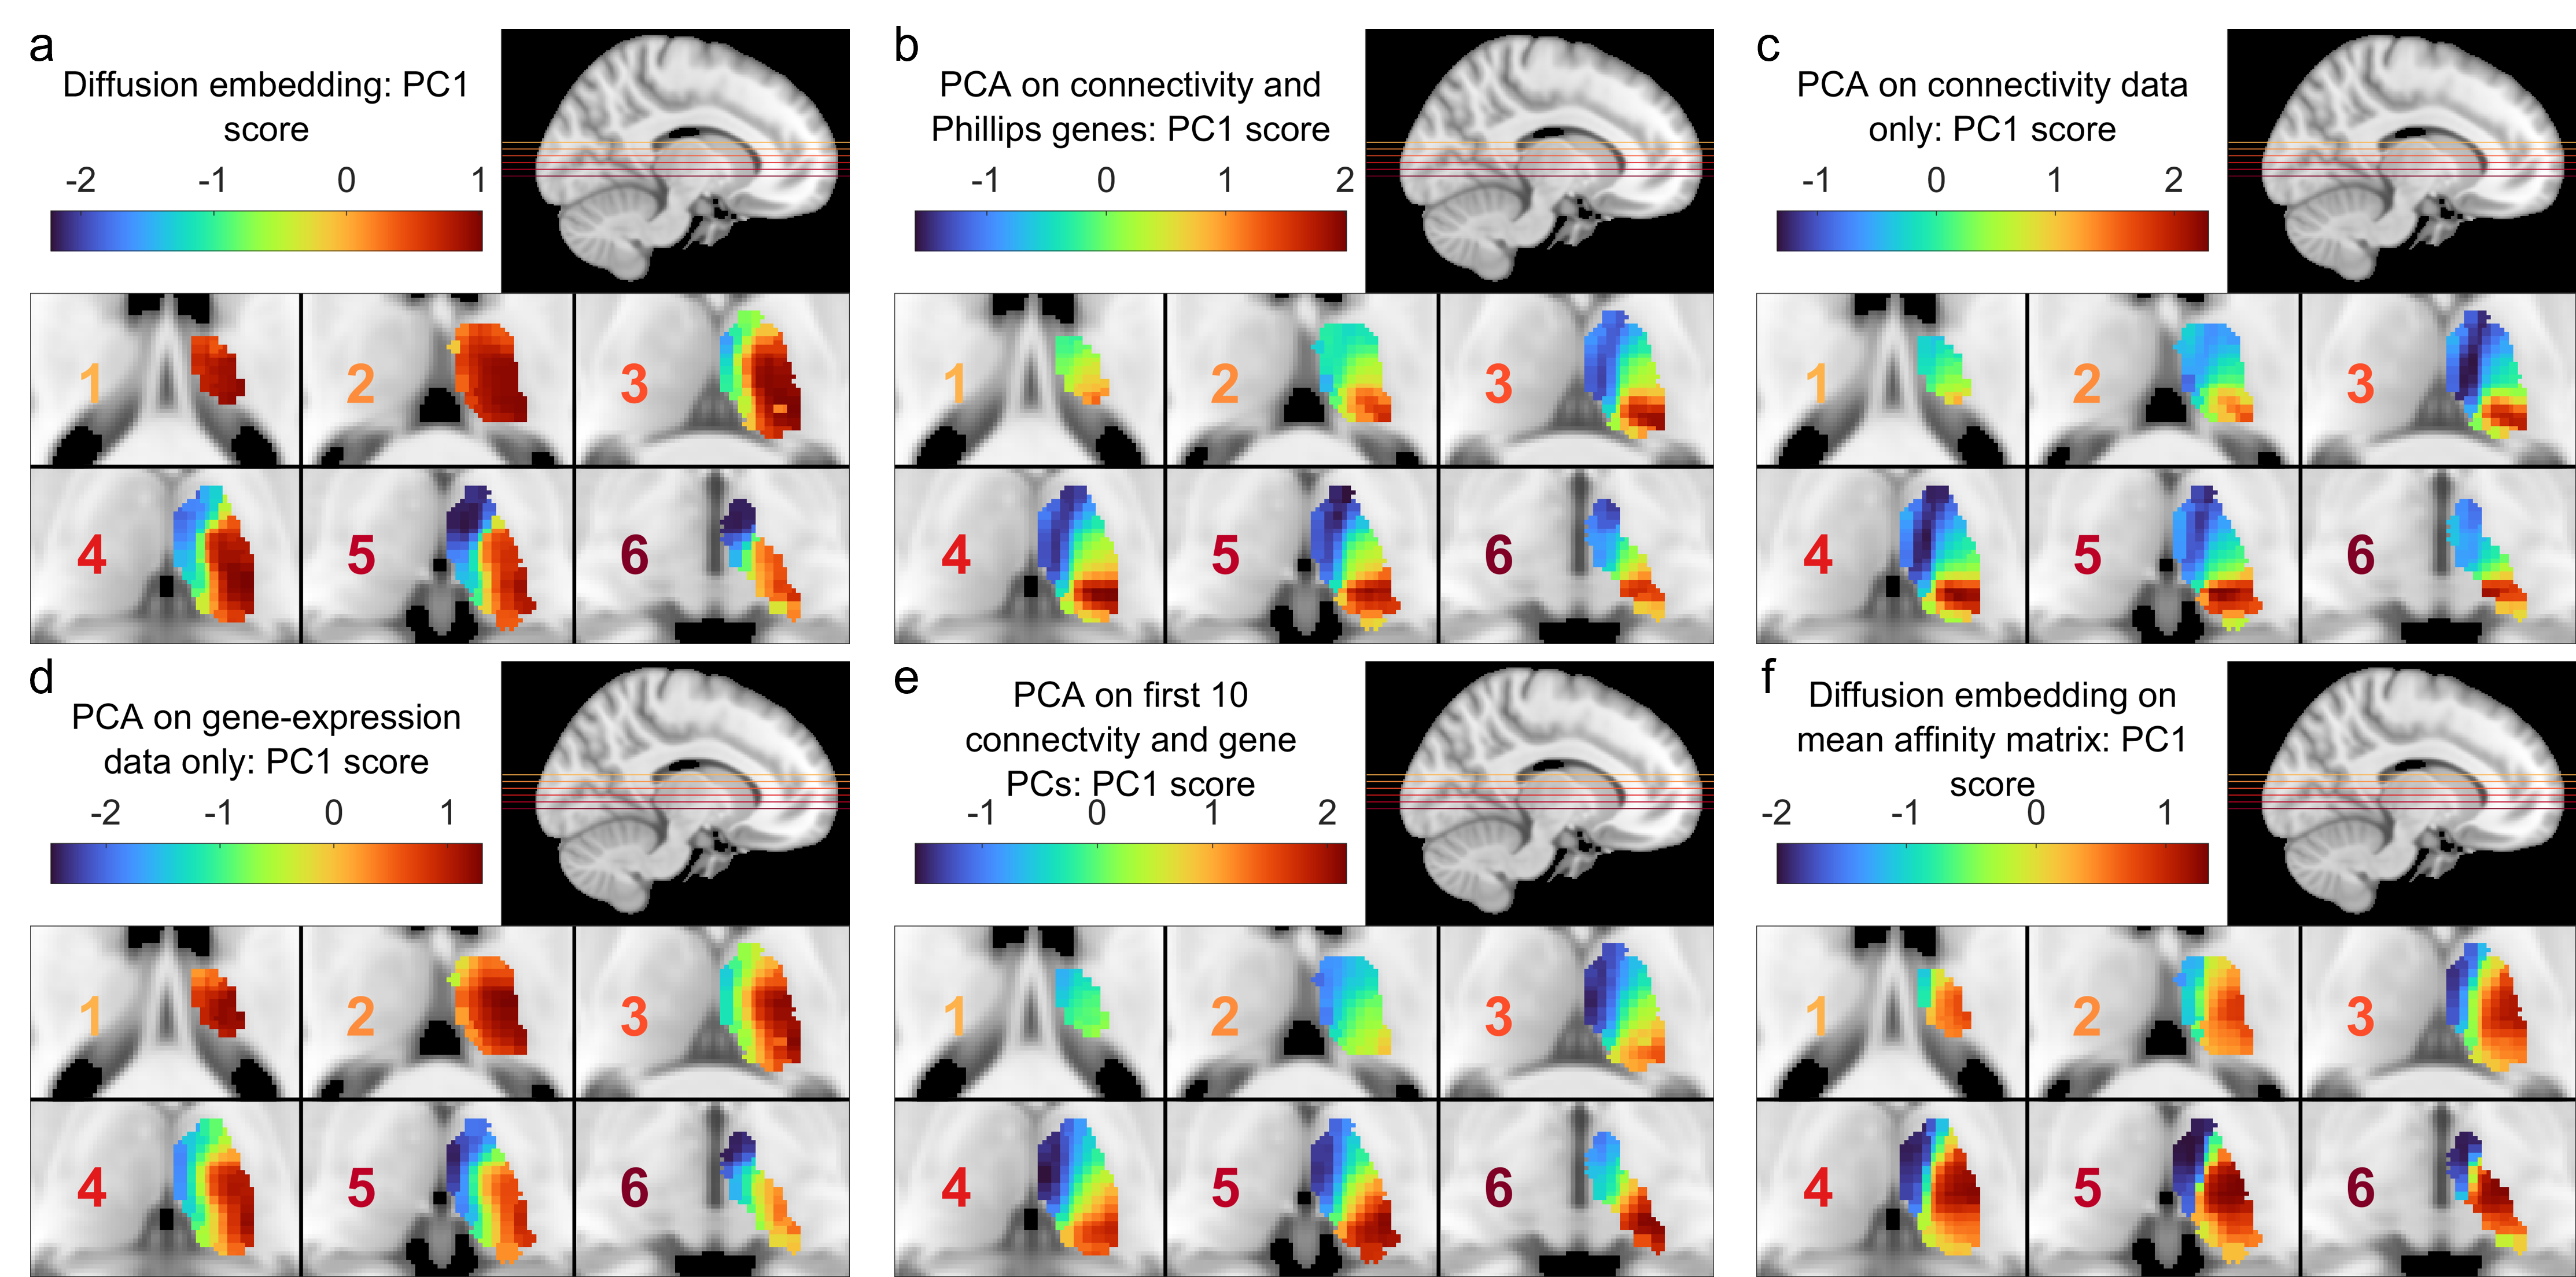 a
Diffusion embedding: PC1
score
-2 -1 0 1
1 2 3
4 5 6
b
PCA on connectivity and
Phillips genes: PC1 score
-1 0 1 2
1 2 3
4 5 6
c
PCA on connectivity data
only: PC1 score
-1 0 1 2
1 2 3
4 5 6
d
PCA on gene-expression
data only: PC1 score
-2 -1 0 1
1 2 3
4 5 6
e
PCA on first 10
connectvity and gene
PCs: PC1 score
-1 0 1 2
1 2 3
4 5 6
f
Diffusion embedding on
mean affinity matrix: PC1
score
-2 -1 0 1
1 2 3
4 5 6